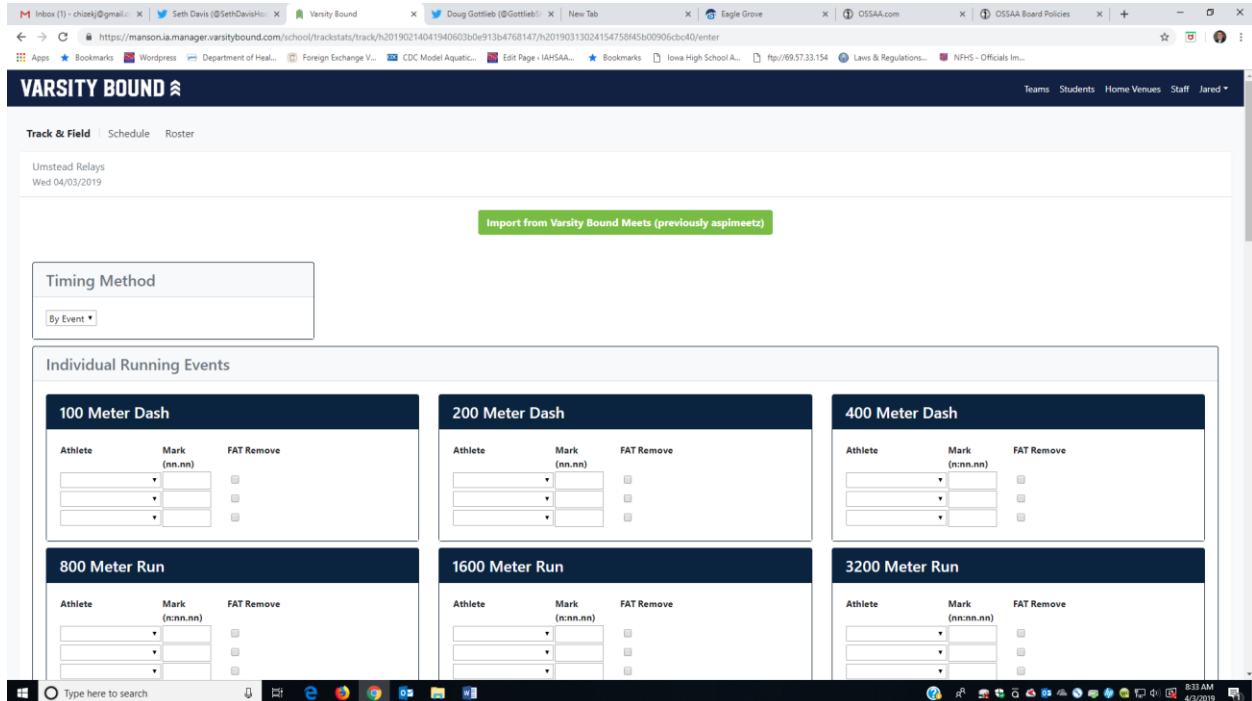 Inbox (1) - chizekj@gmail.c
Seth Davis (@SethDavisHoo
Varsity Bound
Doug Gottlieb (@GottliebS
New Tab
Eagle Grove
OSSAA.com
OSSAA Board Policies
https://manson.ia.manager.varsitybound.com/school/trackstats/track/h20190214041940603b0e913b4768147/h20190313024154758f45b00906cbc40/enter
Apps Bookmarks Wordpress Department of Heal... Foreign Exchange V... CDC Model Aquatic... Edit Page ‹ IAHSAA... Bookmarks Iowa High School A... ftp://69.57.33.154 Laws & Regulations... NFHS - Officials Im...
VARSITY BOUND
Teams Students Home Venues Staff Jared
Track & Field Schedule Roster
Umstead Relays
Wed 04/03/2019
Import from Varsity Bound Meets (previously aspimeetz)
Timing Method
By Event
Individual Running Events
100 Meter Dash
Athlete Mark FAT Remove
(nn.nn)
200 Meter Dash
Athlete Mark FAT Remove
(nn.nn)
400 Meter Dash
Athlete Mark FAT Remove
(n:nn.nn)
800 Meter Run
Athlete Mark FAT Remove
(n:nn.nn)
1600 Meter Run
Athlete Mark FAT Remove
(n:nn.nn)
3200 Meter Run
Athlete Mark FAT Remove
(nn:nn.nn)
Type here to search
8:33 AM
4/3/2019